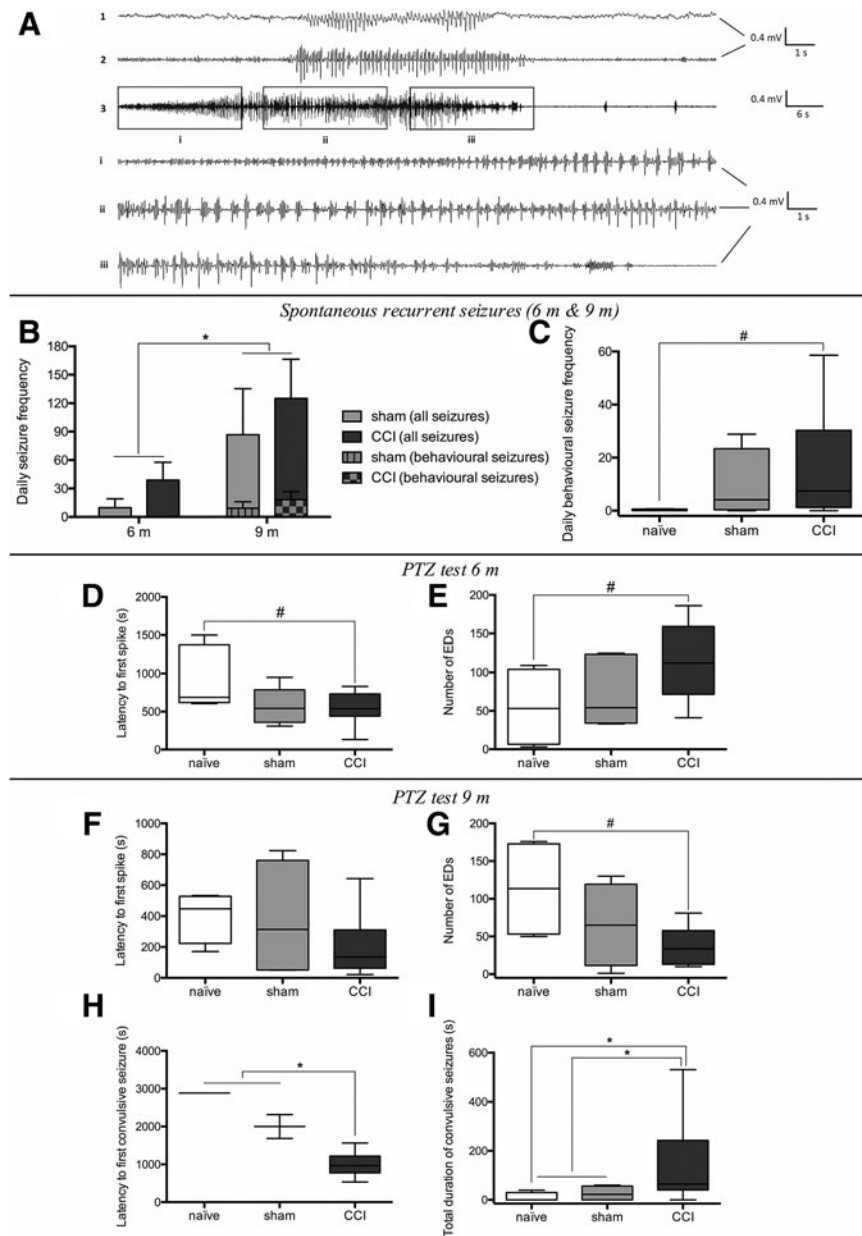 A
1
0.4 mV
1 s
2
3
0.4 mV
6 s
i
ii
iii
i
ii
0.4 mV
1 s
iii
Spontaneous recurrent seizures (6 m & 9 m)
B
Daily seizure frequency
180
150
120
90
60
30
0
*
6 m
9 m
sham (all seizures)
CCI (all seizures)
sham (behavioural seizures)
CCI (behavioural seizures)
C
Daily behavioural seizure frequency
60
40
20
0
#
naïve
sham
CCI
PTZ test 6 m
D
Latency to first spike (s)
2000
1500
1000
500
0
#
naïve
sham
CCI
E
Number of EDs
200
150
100
50
0
#
naïve
sham
CCI
PTZ test 9 m
F
Latency to first spike (s)
1000
800
600
400
200
0
naïve
sham
CCI
G
Number of EDs
200
150
100
50
0
#
naïve
sham
CCI
H
Latency to first convulsive seizure (s)
4000
3000
2000
1000
0
*
naïve
sham
CCI
I
Total duration of convulsive seizures (s)
600
400
200
0
*
*
naïve
sham
CCI